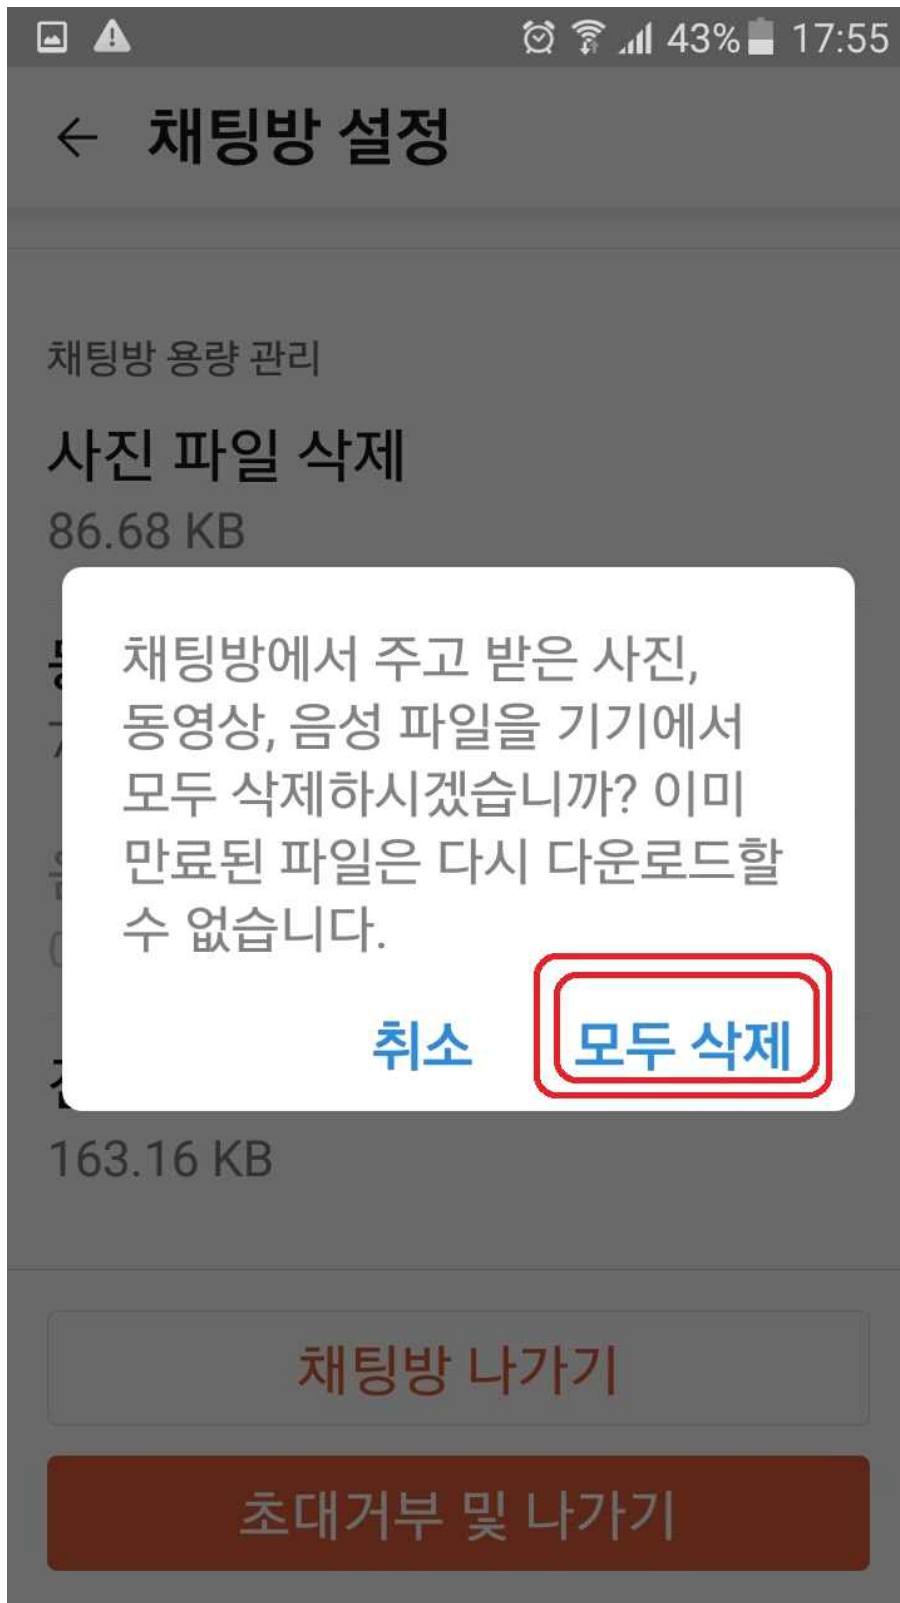 43% 17:55
채팅방 설정
채팅방 용량 관리
사진 파일 삭제
86.68 KB
채팅방에서 주고 받은 사진,
동영상, 음성 파일을 기기에서
모두 삭제하시겠습니까? 이미
만료된 파일은 다시 다운로드할
수 없습니다.
취소 모두 삭제
163.16 KB
채팅방 나가기
초대거부 및 나가기